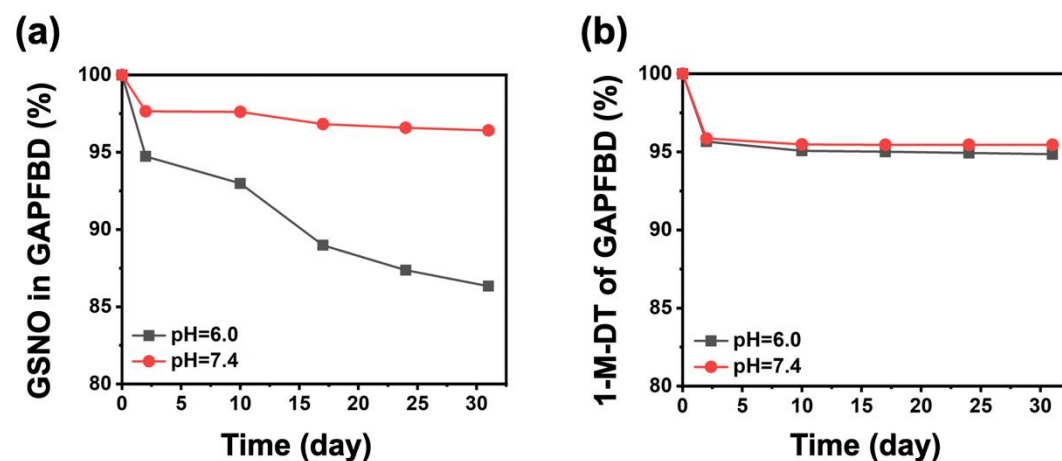 (a)
GSNO in GAPFBD (%)
100
95
90
85
80
pH=6.0
pH=7.4
0 5 10 15 20 25 30
Time (day)
(b)
1-M-DT of GAPFBD (%)
100
95
90
85
80
pH=6.0
pH=7.4
0 5 10 15 20 25 30
Time (day)